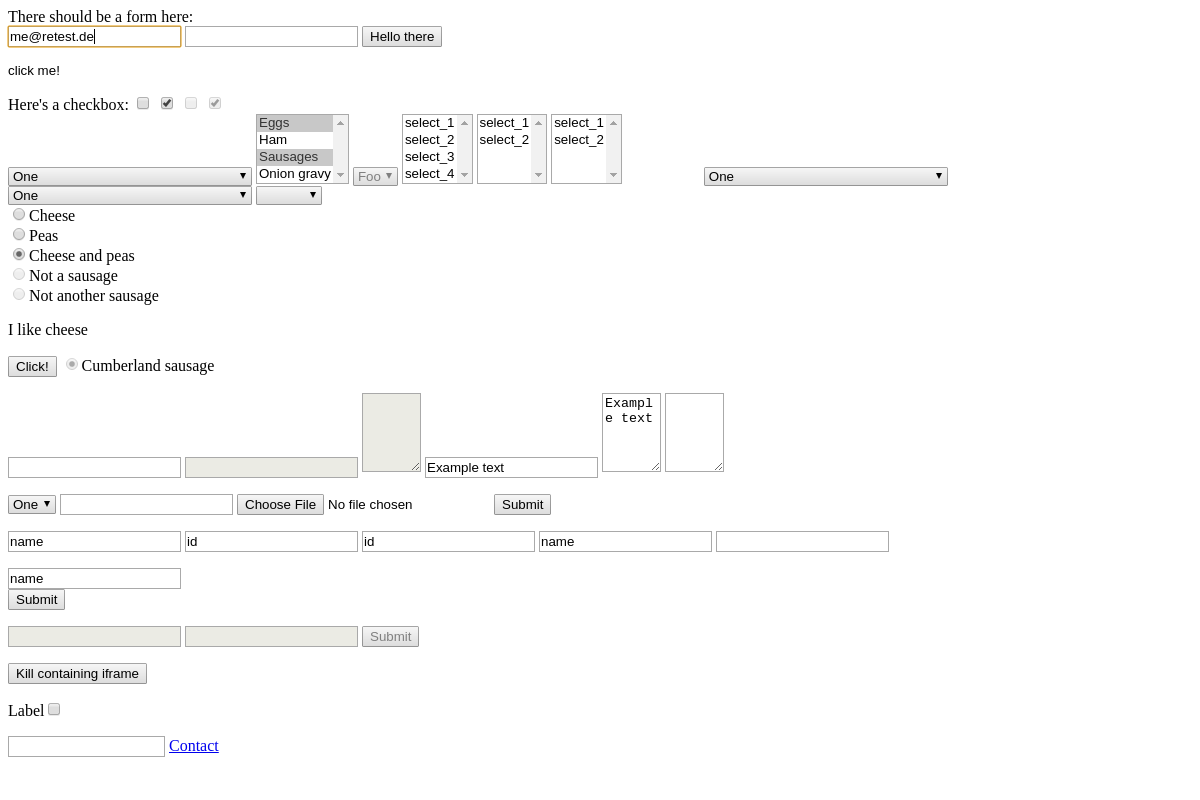 There should be a form here:
me@retest.de Hello there
click me!
Here's a checkbox:
One Eggs Ham Sausages Onion gravy Foo select_1 select_2 select_3 select_4 select_1 select_2 select_1 select_2 One
One
Cheese
Peas
Cheese and peas
Not a sausage
Not another sausage
I like cheese
Click! Cumberland sausage
Example text Exampl
e text
One Choose File No file chosen Submit
name id id name
name
Submit
Submit
Kill containing iframe
Label
Contact